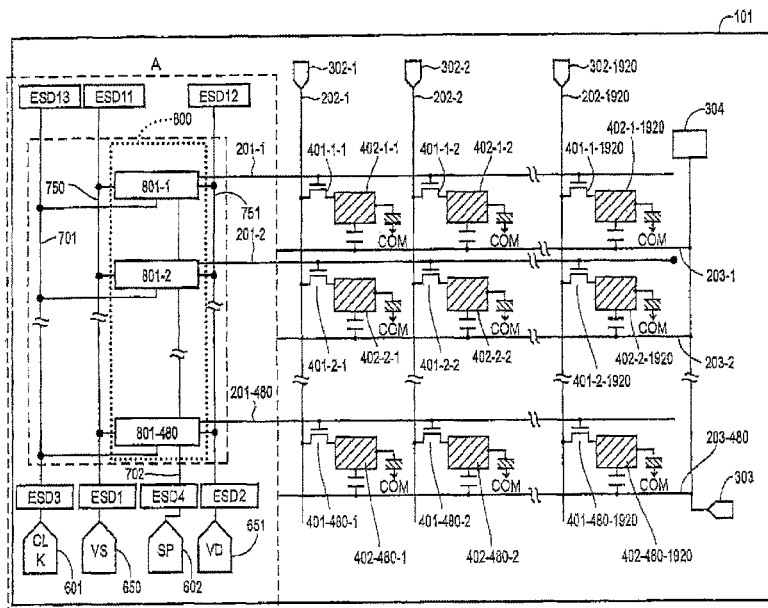 101
A
302-1
302-2
302-1920
304
ESD13
ESD11
ESD12
202-1
202-2
202-1920
600
201-1
401-1-1
402-1-1
401-1-2
402-1-2
401-1-1920
402-1-1920
750
801-1
751
701
201-2
COM
COM
COM
203-1
801-2
COM
COM
COM
401-2-1
402-2-1
401-2-2
402-2-2
402-2-1920
401-2-1920
203-2
201-480
801-480
702
COM
COM
COM
203-480
303
ESD3
ESD1
ESD4
ESD2
401-480-1
401-480-2
401-480-1920
402-480-1
402-480-2
402-480-1920
CL
K
VS
SP
VD
651
601
650
602